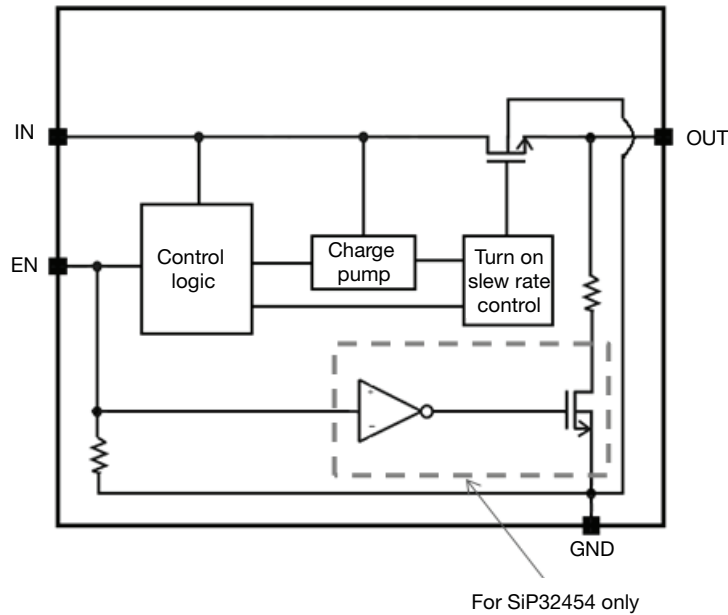 IN
OUT
EN
Control
logic
Charge
pump
Turn on
slew rate
control
GND
For SiP32454 only